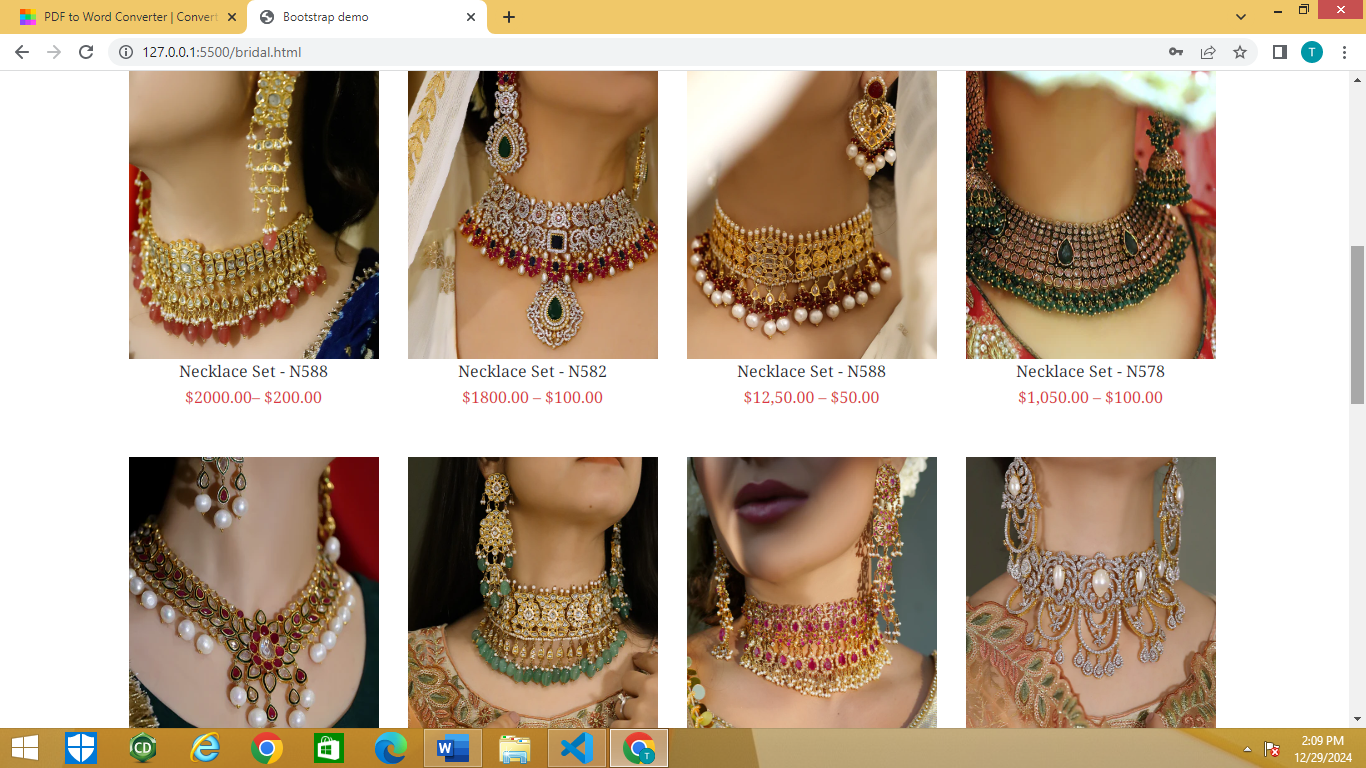 PDF to Word Converter | Convert
Bootstrap demo
127.0.0.1:5500/bridal.html
T
Necklace Set - N588
$2000.00– $200.00
Necklace Set - N582
$1800.00 – $100.00
Necklace Set - N588
$12,50.00 – $50.00
Necklace Set - N578
$1,050.00 – $100.00
CD
W
T
2:09 PM
12/29/2024